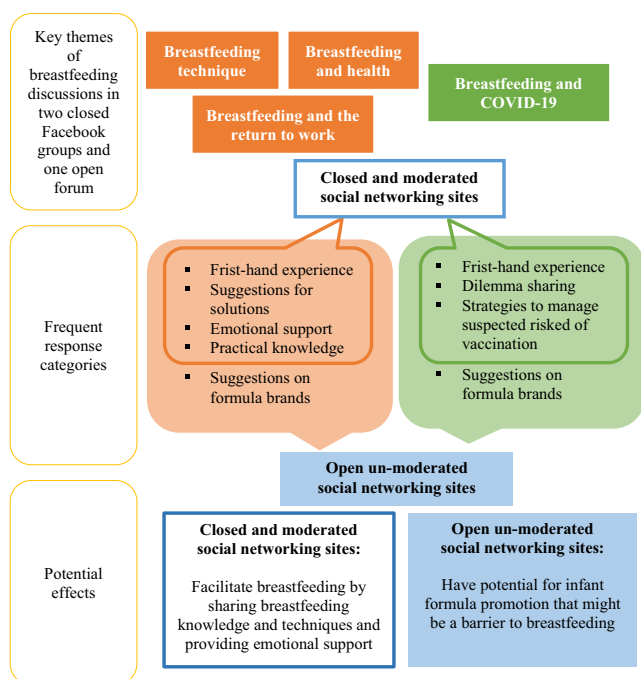 Key themes
of
breastfeeding
discussions in
two closed
Facebook
groups and
one open
forum
Breastfeeding
technique
Breastfeeding
and health
Breastfeeding and the
return to work
Breastfeeding and
COVID-19
Closed and moderated
social networking sites
Frequent
response
categories
▪ Frist-hand experience
▪ Suggestions for
solutions
▪ Emotional support
▪ Practical knowledge
▪ Suggestions on
formula brands
▪ Frist-hand experience
▪ Dilemma sharing
▪ Strategies to manage
suspected risked of
vaccination
▪ Suggestions on
formula brands
Open un-moderated
social networking sites
Potential
effects
Closed and moderated
social networking sites:
Facilitate breastfeeding by
sharing breastfeeding
knowledge and techniques and
providing emotional support
Open un-moderated
social networking sites:
Have potential for infant
formula promotion that might
be a barrier to breastfeeding